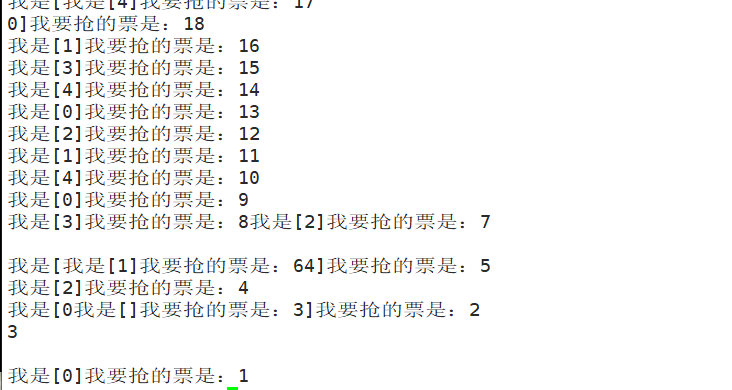 我是[我是[4]我要抢的票是：17
0]我要抢的票是：18
我是[1]我要抢的票是：16
我是[3]我要抢的票是：15
我是[4]我要抢的票是：14
我是[0]我要抢的票是：13
我是[2]我要抢的票是：12
我是[1]我要抢的票是：11
我是[4]我要抢的票是：10
我是[0]我要抢的票是：9
我是[3]我要抢的票是：8我是[2]我要抢的票是：7
我是[我是[1]我要抢的票是：64]我要抢的票是：5
我是[2]我要抢的票是：4
我是[0我是[]我要抢的票是：3]我要抢的票是：2
3
我是[0]我要抢的票是：1